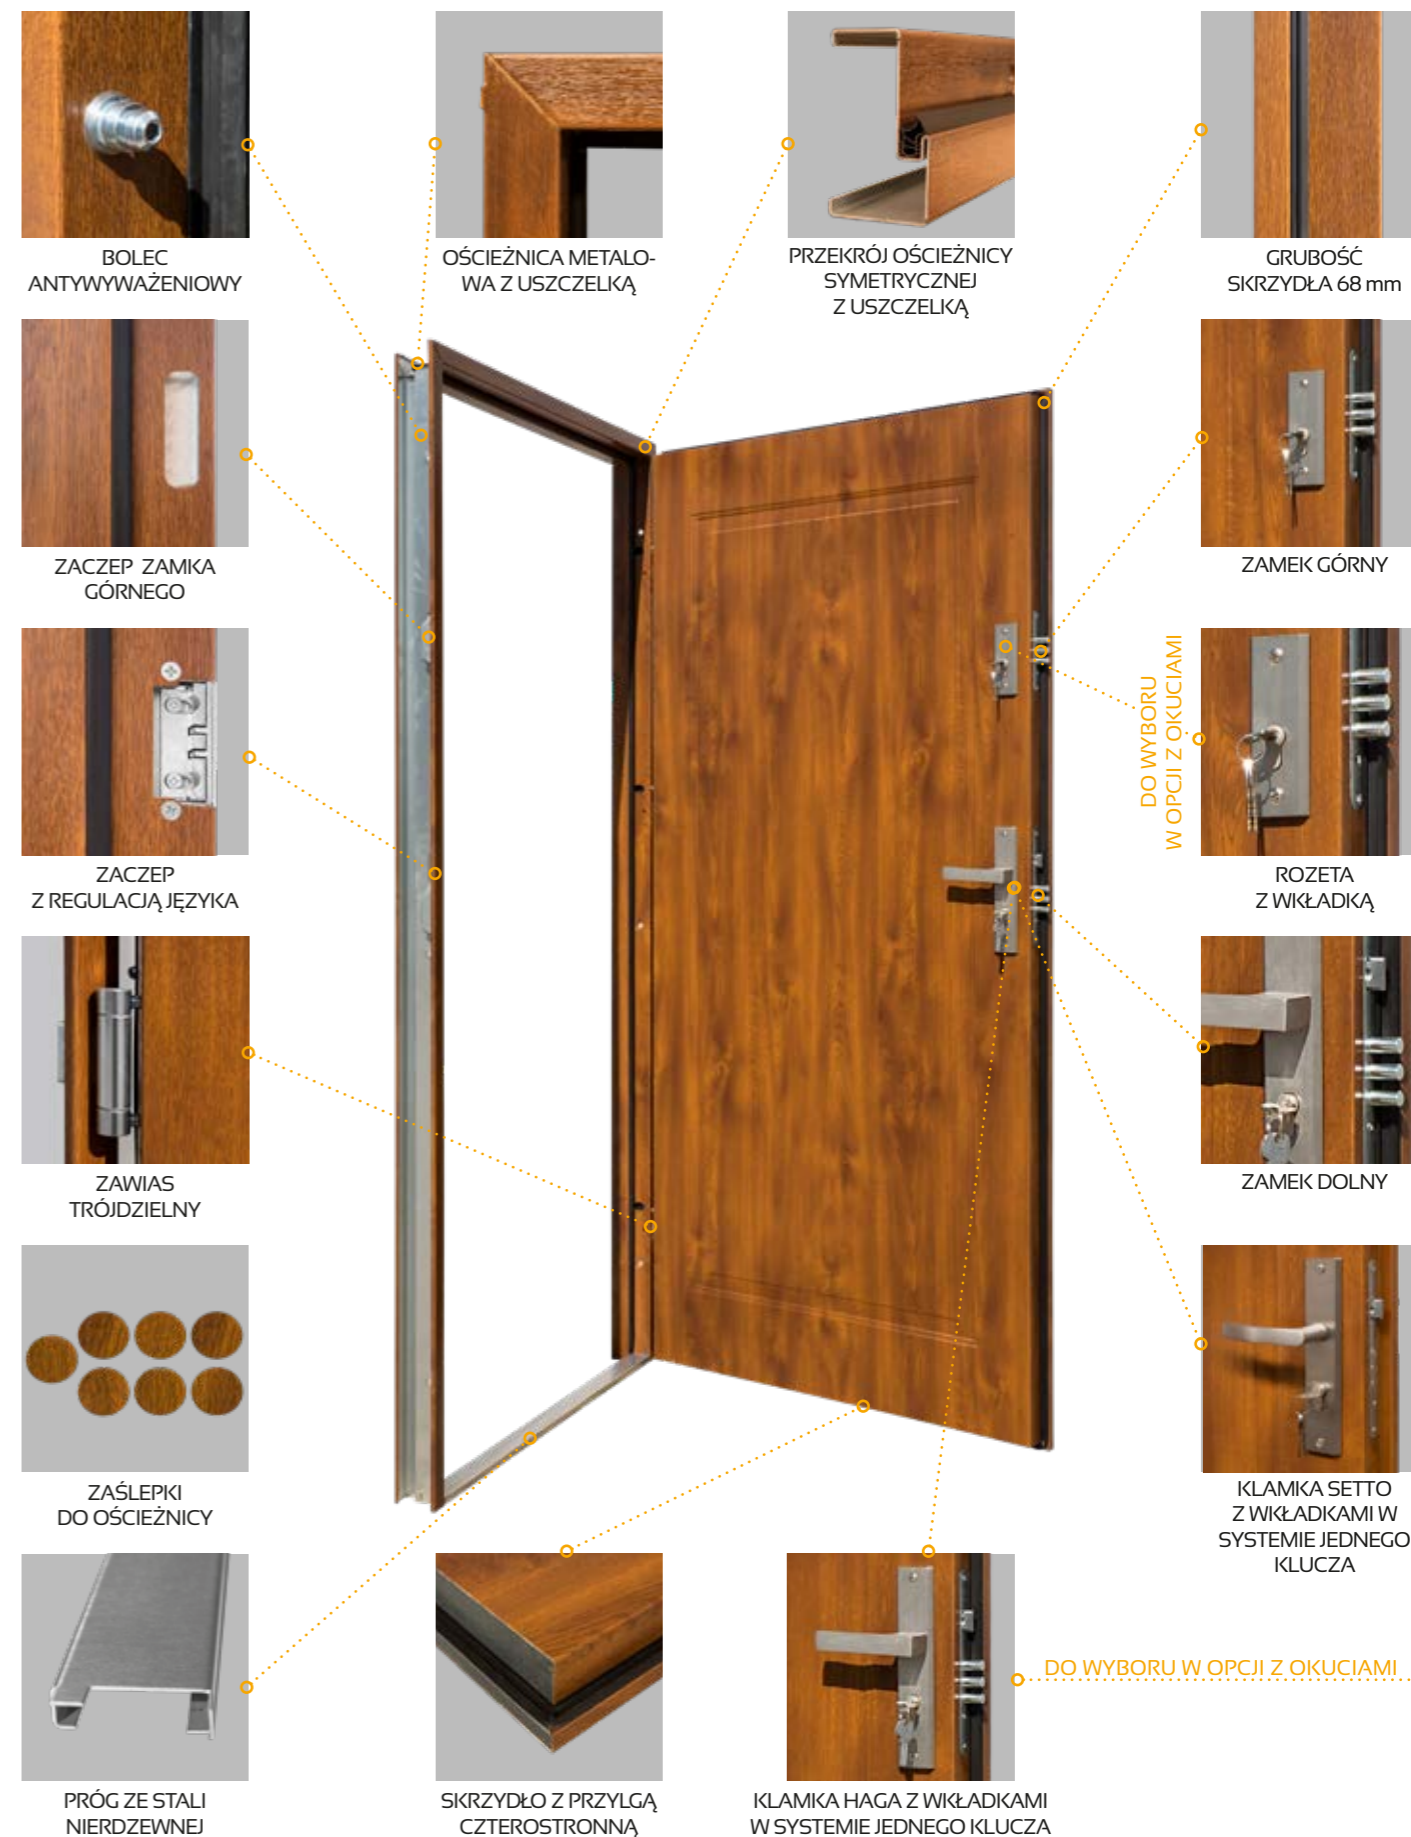 BOLEC
ANTYWYWAŻENIOWY
OŚCIEŻNICA METALO-
WA Z USZCZELKĄ
PRZEKRÓJ OŚCIEŻNICY
SYMETRYCZNEJ
Z USZCZELKĄ
GRUBOŚĆ
SKRZYDŁA 68 mm
ZACZEP ZAMKA
GÓRNEGO
ZAMEK GÓRNY
DO WYBORU
W OPCJI Z OKUCIAMI
ZACZEP
Z REGULACJĄ JĘZYKA
ROZETA
Z WKŁADKĄ
ZAWIAS
TRÓJDZIELNY
ZAMEK DOLNY
ZAŚLEPKI
DO OŚCIEŻNICY
KLAMKA SETTO
Z WKŁADKAMI W
SYSTEMIE JEDNEGO
KLUCZA
DO WYBORU W OPCJI Z OKUCIAMI
PRÓG ZE STALI
NIERDZEWNEJ
SKRZYDŁO Z PRZYLGĄ
CZTEROSTRONNĄ
KLAMKA HAGA Z WKŁADKAMI
W SYSTEMIE JEDNEGO KLUCZA